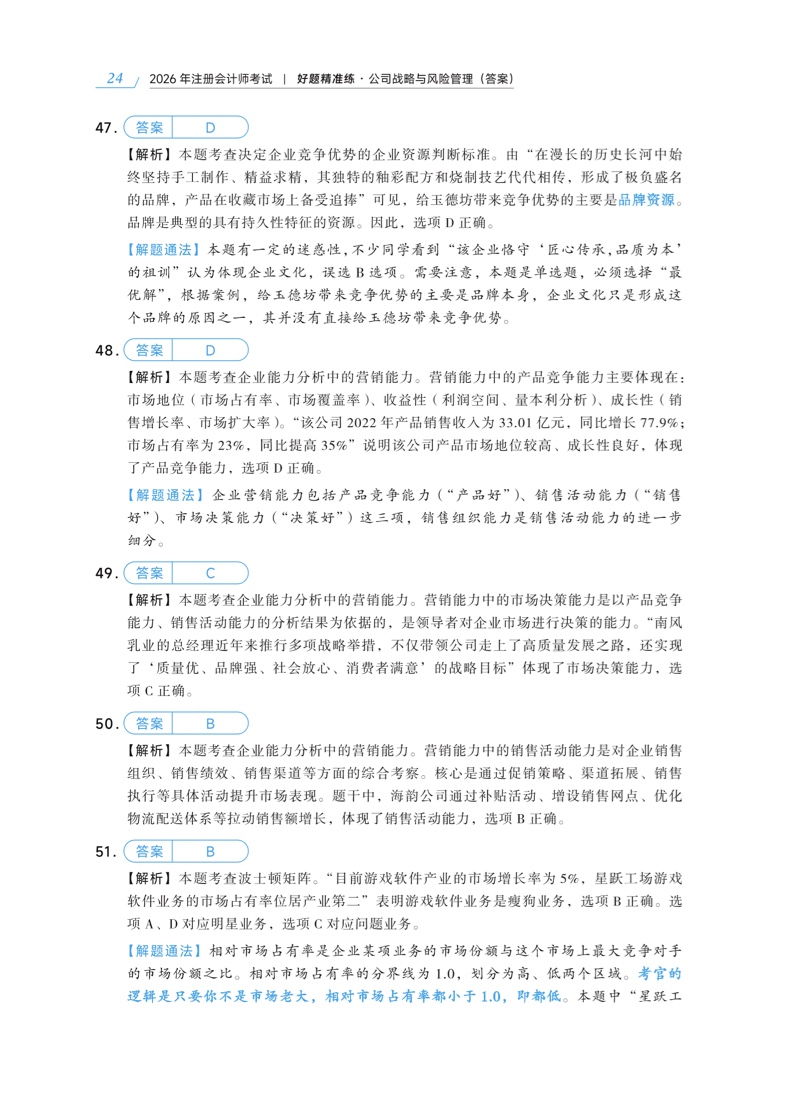 24 2026 年注册会计师考试 | 好题精准练·公司战略与风险管理（答案）
47. 答案 D
【解析】本题考查决定企业竞争优势的企业资源判断标准。由“在漫长的历史长河中始
终坚持手工制作、精益求精，其独特的釉彩配方和烧制技艺代代相传，形成了极负盛名
的品牌，产品在收藏市场上备受追捧”可见，给玉德坊带来竞争优势的主要是品牌资源。
品牌是典型的具有持久性特征的资源。因此，选项 D 正确。
【解题通法】本题有一定的迷惑性，不少同学看到“该企业恪守‘匠心传承，品质为本’
的祖训”认为体现企业文化，误选 B 选项。需要注意，本题是单选题，必须选择“最
优解”，根据案例，给玉德坊带来竞争优势的主要是品牌本身，企业文化只是形成这
个品牌的原因之一，其并没有直接给玉德坊带来竞争优势。
48. 答案 D
【解析】本题考查企业能力分析中的营销能力。营销能力中的产品竞争能力主要体现在：
市场地位（市场占有率、市场覆盖率）、收益性（利润空间、量本利分析）、成长性（销
售增长率、市场扩大率）。“该公司 2022 年产品销售收入为 33.01 亿元，同比增长 77.9%；
市场占有率为 23%，同比提高 35%”说明该公司产品市场地位较高、成长性良好，体现
了产品竞争能力，选项 D 正确。
【解题通法】企业营销能力包括产品竞争能力（“产品好”）、销售活动能力（“销售
好”）、市场决策能力（“决策好”）这三项，销售组织能力是销售活动能力的进一步
细分。
49. 答案 C
【解析】本题考查企业能力分析中的营销能力。营销能力中的市场决策能力是以产品竞争
能力、销售活动能力的分析结果为依据的，是领导者对企业市场进行决策的能力。“南风
乳业的总经理近年来推行多项战略举措，不仅带领公司走上了高质量发展之路，还实现
了‘质量优、品牌强、社会放心、消费者满意’的战略目标”体现了市场决策能力，选
项 C 正确。
50. 答案 B
【解析】本题考查企业能力分析中的营销能力。营销能力中的销售活动能力是对企业销售
组织、销售绩效、销售渠道等方面的综合考察。核心是通过促销策略、渠道拓展、销售
执行等具体活动提升市场表现。题干中，海韵公司通过补贴活动、增设销售网点、优化
物流配送体系等拉动销售额增长，体现了销售活动能力，选项 B 正确。
51. 答案 B
【解析】本题考查波士顿矩阵。“目前游戏软件产业的市场增长率为 5%，星跃工场游戏
软件业务的市场占有率位居产业第二”表明游戏软件业务是瘦狗业务，选项 B 正确。选
项 A、D 对应明星业务，选项 C 对应问题业务。
【解题通法】相对市场占有率是企业某项业务的市场份额与这个市场上最大竞争对手
的市场份额之比。相对市场占有率的分界线为 1.0，划分为高、低两个区域。考官的
逻辑是只要你不是市场老大，相对市场占有率都小于 1.0，即都低。本题中“星跃工